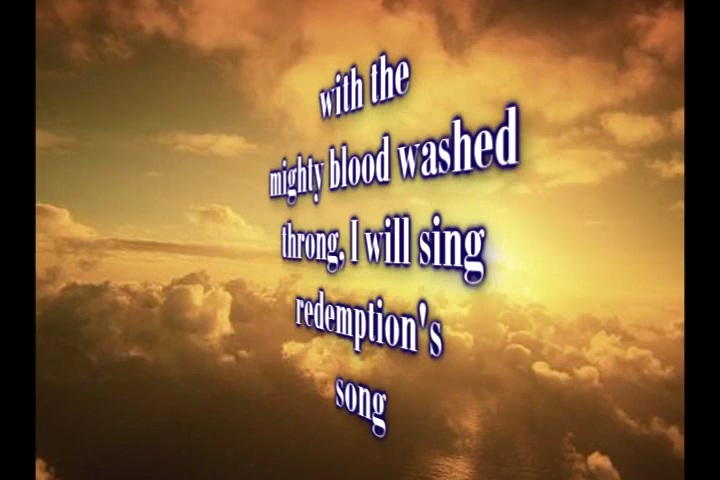 with the
mighty blood washed
throng, I will sing
redemption's
song